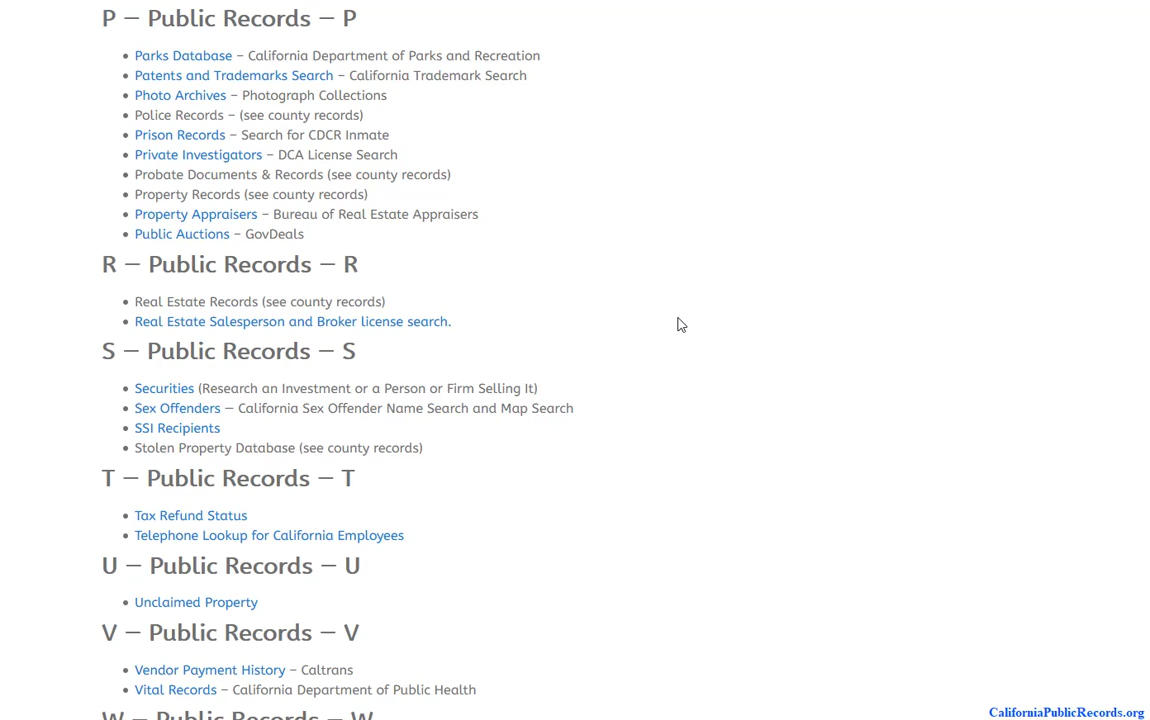 P – Public Records – P
Parks Database – California Department of Parks and Recreation
Patents and Trademarks Search – California Trademark Search
Photo Archives – Photograph Collections
Police Records – (see county records)
Prison Records – Search for CDCR Inmate
Private Investigators – DCA License Search
Probate Documents & Records (see county records)
Property Records (see county records)
Property Appraisers – Bureau of Real Estate Appraisers
Public Auctions – GovDeals
R – Public Records – R
Real Estate Records (see county records)
Real Estate Salesperson and Broker license search.
S – Public Records – S
Securities (Research an Investment or a Person or Firm Selling It)
Sex Offenders — California Sex Offender Name Search and Map Search
SSI Recipients
Stolen Property Database (see county records)
T – Public Records – T
Tax Refund Status
Telephone Lookup for California Employees
U – Public Records – U
Unclaimed Property
V – Public Records – V
Vendor Payment History – Caltrans
Vital Records – California Department of Public Health
W – Public Records – W
CaliforniaPublicRecords.org